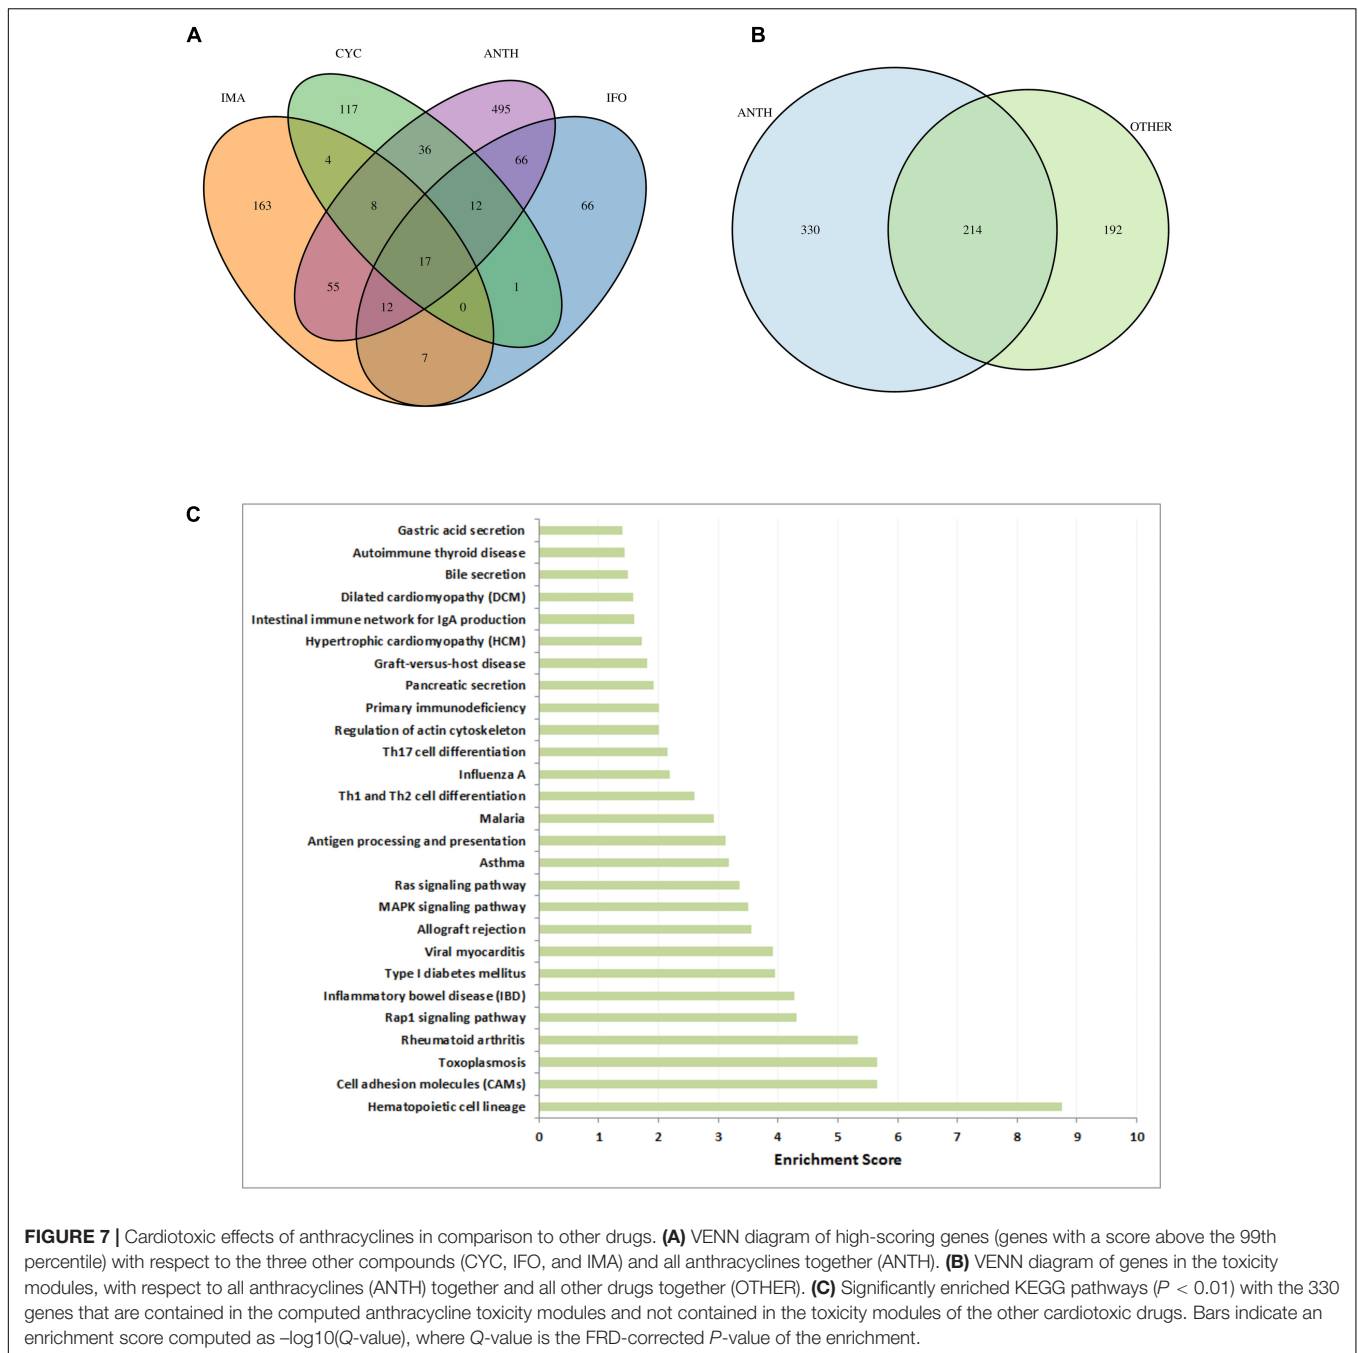 A
B
CYC
ANTH
IMA
IFO
117
495
36
4
66
163
8
12
66
17
55
12
0
1
7
ANTH
OTHER
330
214
192
C
Gastric acid secretion
Autoimmune thyroid disease
Bile secretion
Dilated cardiomyopathy (DCM)
Intestinal immune network for IgA production
Hypertrophic cardiomyopathy (HCM)
Graft-versus-host disease
Pancreatic secretion
Primary immunodeficiency
Regulation of actin cytoskeleton
Th17 cell differentiation
Influenza A
Th1 and Th2 cell differentiation
Malaria
Antigen processing and presentation
Asthma
Ras signaling pathway
MAPK signaling pathway
Allograft rejection
Viral myocarditis
Type I diabetes mellitus
Inflammatory bowel disease (IBD)
Rap1 signaling pathway
Rheumatoid arthritis
Toxoplasmosis
Cell adhesion molecules (CAMs)
Hematopoietic cell lineage
0 1 2 3 4 5 6 7 8 9 10
Enrichment Score
FIGURE 7 | Cardiotoxic effects of anthracyclines in comparison to other drugs. (A) VENN diagram of high-scoring genes (genes with a score above the 99th
percentile) with respect to the three other compounds (CYC, IFO, and IMA) and all anthracyclines together (ANTH). (B) VENN diagram of genes in the toxicity
modules, with respect to all anthracyclines (ANTH) together and all other drugs together (OTHER). (C) Significantly enriched KEGG pathways (P < 0.01) with the 330
genes that are contained in the computed anthracycline toxicity modules and not contained in the toxicity modules of the other cardiotoxic drugs. Bars indicate an
enrichment score computed as –log10(Q-value), where Q-value is the FRD-corrected P-value of the enrichment.